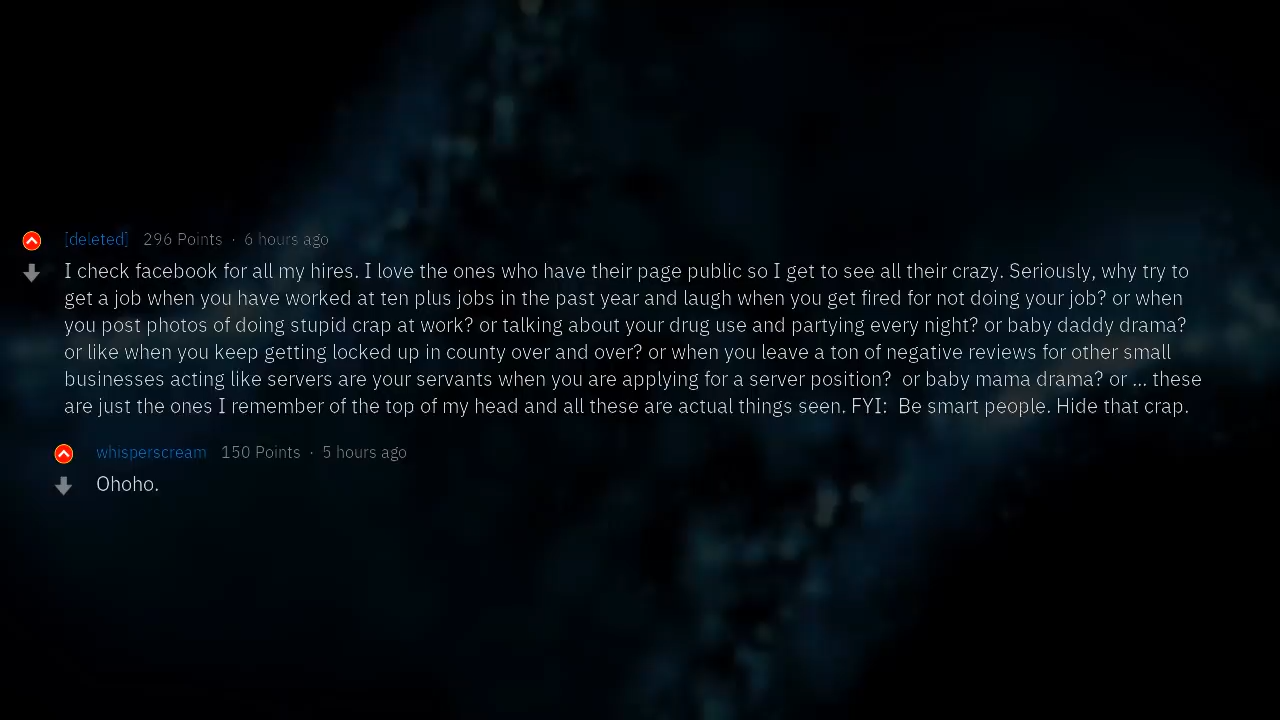 [deleted] 296 Points · 6 hours ago
I check facebook for all my hires. I love the ones who have their page public so I get to see all their crazy. Seriously, why try to
get a job when you have worked at ten plus jobs in the past year and laugh when you get fired for not doing your job? or when
you post photos of doing stupid crap at work? or talking about your drug use and partying every night? or baby daddy drama?
or like when you keep getting locked up in county over and over? or when you leave a ton of negative reviews for other small
businesses acting like servers are your servants when you are applying for a server position?  or baby mama drama? or ... these
are just the ones I remember of the top of my head and all these are actual things seen. FYI:  Be smart people. Hide that crap.
whisperscream 150 Points · 5 hours ago
Ohoho.